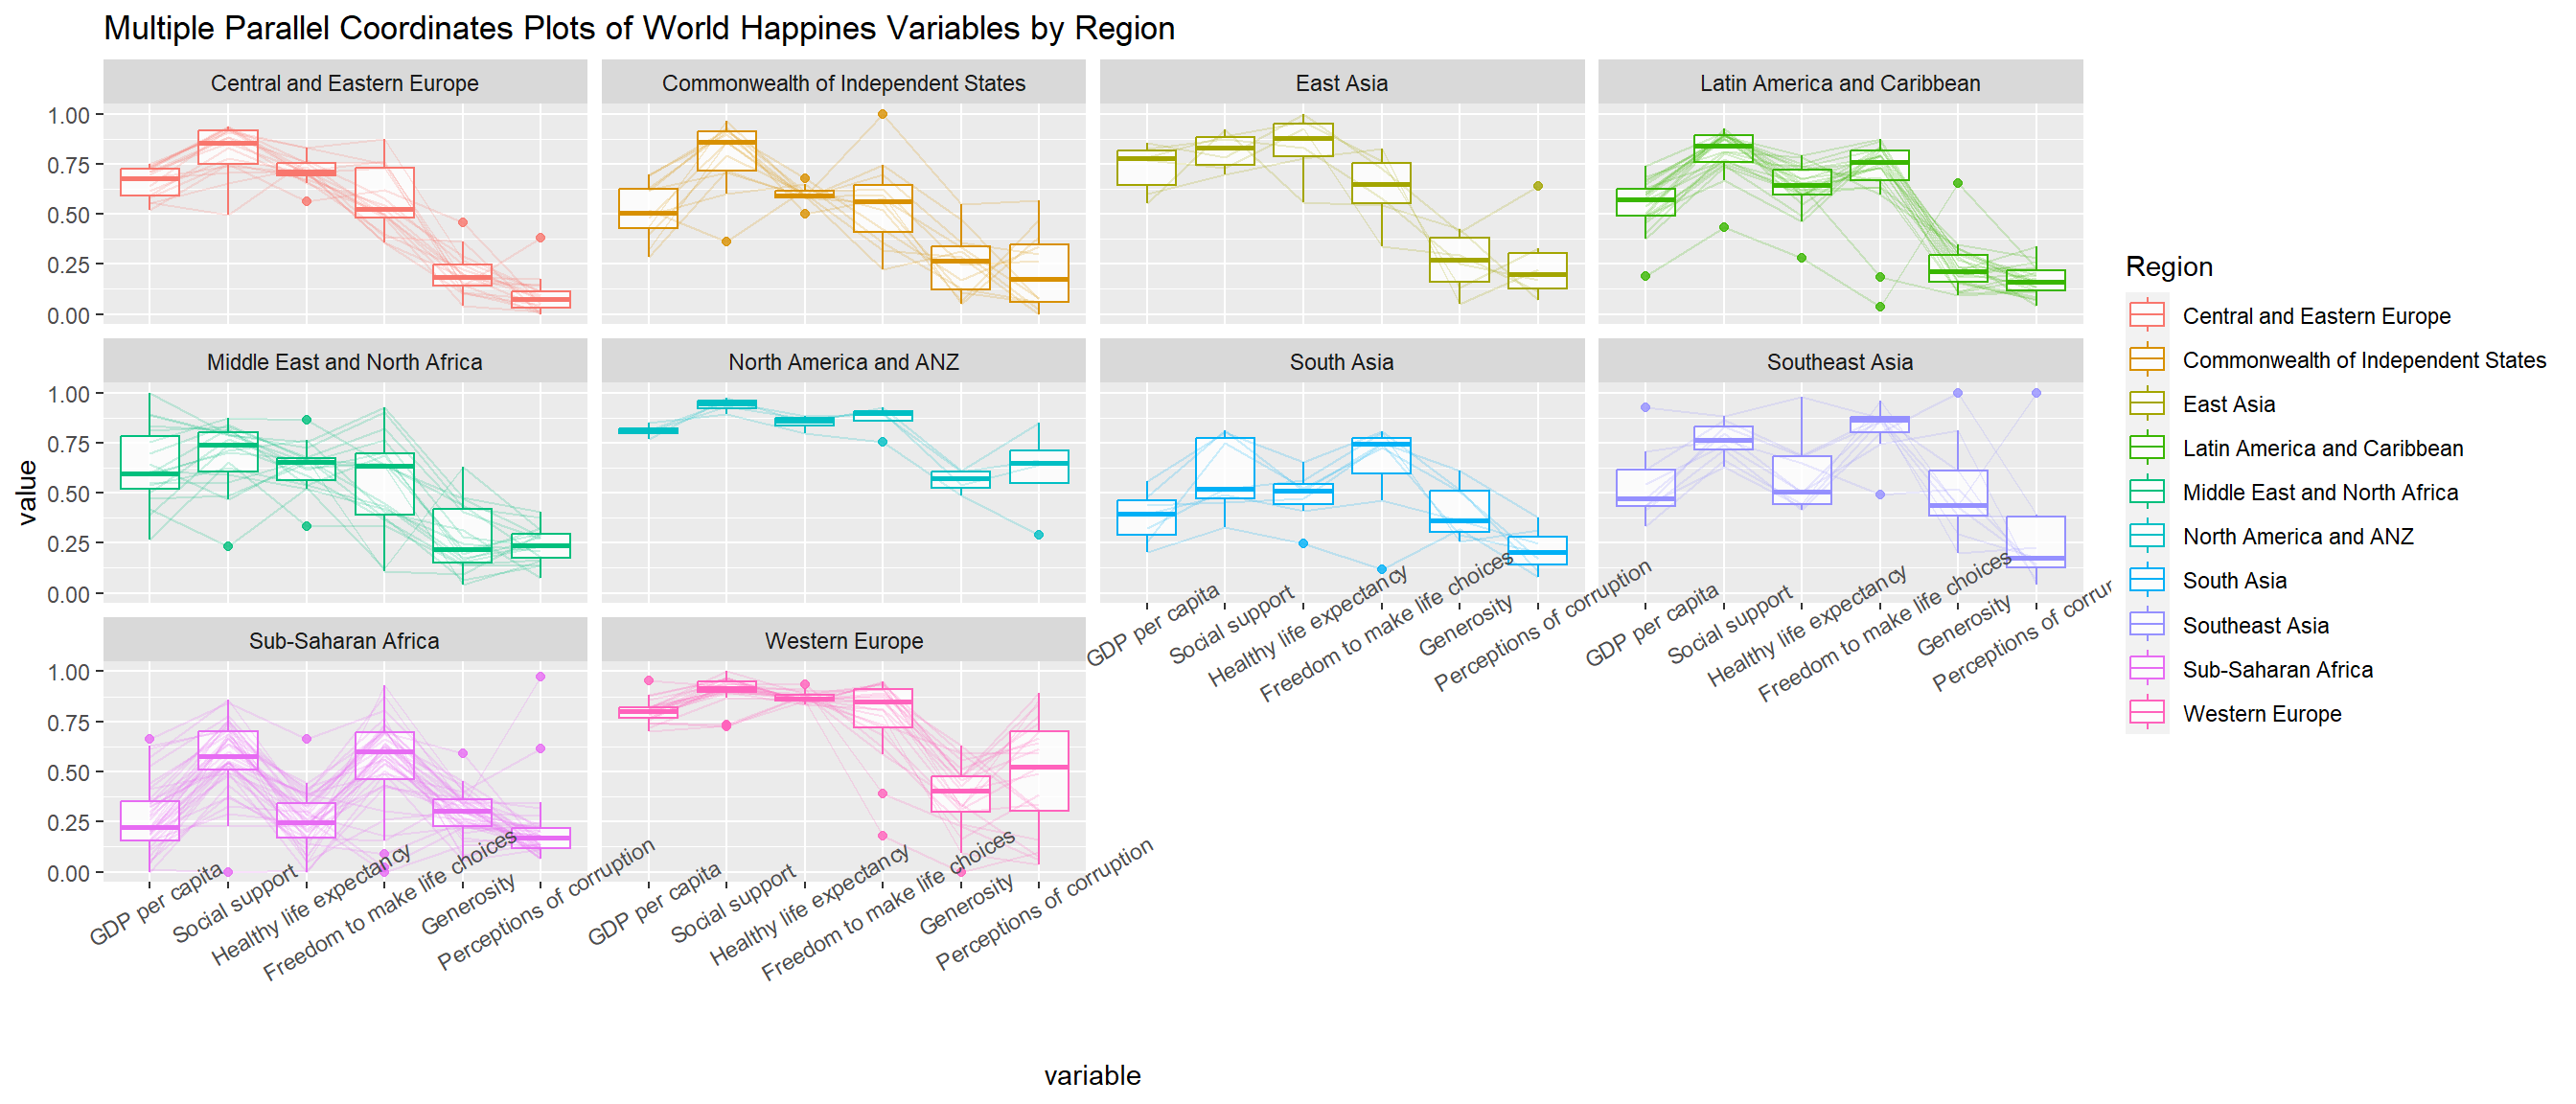 Multiple Parallel Coordinates Plots of World Happines Variables by Region
Central and Eastern Europe
Commonwealth of Independent States
East Asia
Latin America and Caribbean
1.00
0.75
0.50
0.25
0.00
Middle East and North Africa
North America and ANZ
South Asia
Southeast Asia
1.00
0.75
0.50
0.25
0.00
value
GDP per capita
Social support
Healthy life expectancy
Freedom to make life choices
Generosity
Perceptions of corruption
GDP per capita
Social support
Healthy life expectancy
Freedom to make life choices
Generosity
Perceptions of corrup
Sub-Saharan Africa
Western Europe
1.00
0.75
0.50
0.25
0.00
GDP per capita
Social support
Healthy life expectancy
Freedom to make life choices
Generosity
Perceptions of corruption
GDP per capita
Social support
Healthy life expectancy
Freedom to make life choices
Generosity
Perceptions of corruption
variable
Region
Central and Eastern Europe
Commonwealth of Independent States
East Asia
Latin America and Caribbean
Middle East and North Africa
North America and ANZ
South Asia
Southeast Asia
Sub-Saharan Africa
Western Europe